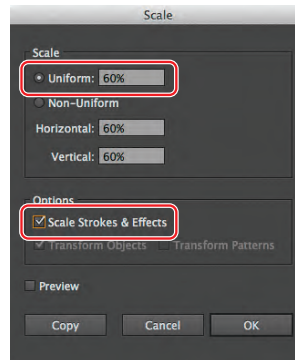 Scale
Scale
Uniform: 60%
Non-Uniform
Horizontal: 60%
Vertical: 60%
Options
Scale Strokes & Effects
Transform Objects Transform Patterns
Preview
Copy Cancel OK